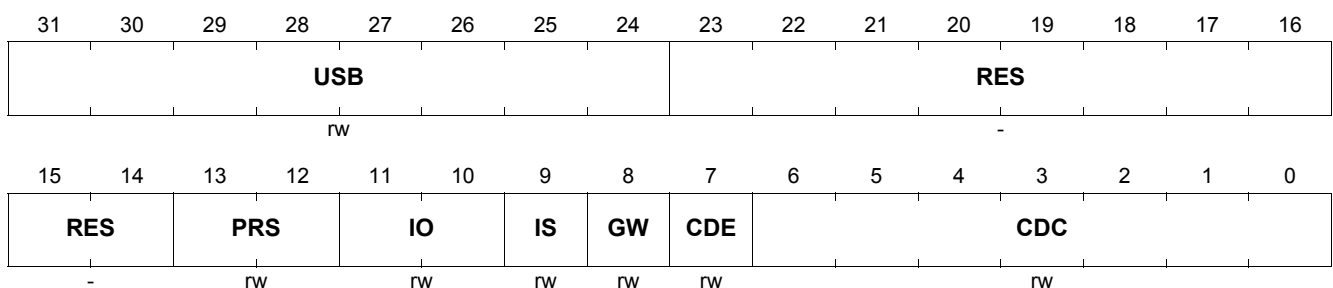 31 30 29 28 27 26 25 24 23 22 21 20 19 18 17 16
USB RES
rw -
15 14 13 12 11 10 9 8 7 6 5 4 3 2 1 0
RES PRS IO IS GW CDE CDC
- rw rw rw rw rw rw